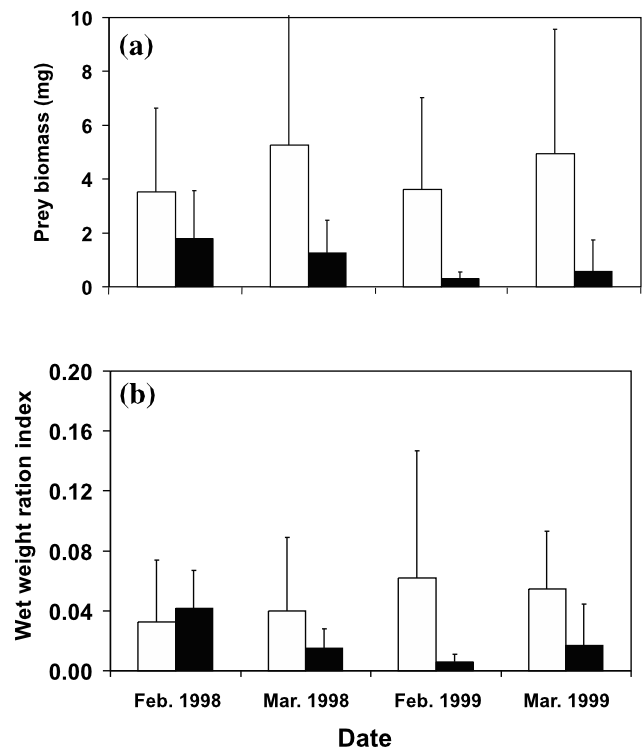 (a)
Prey biomass (mg)
10
8
6
4
2
0
(b)
Wet weight ration index
0.20
0.16
0.12
0.08
0.04
0.00
Feb. 1998 Mar. 1998 Feb. 1999 Mar. 1999
Date